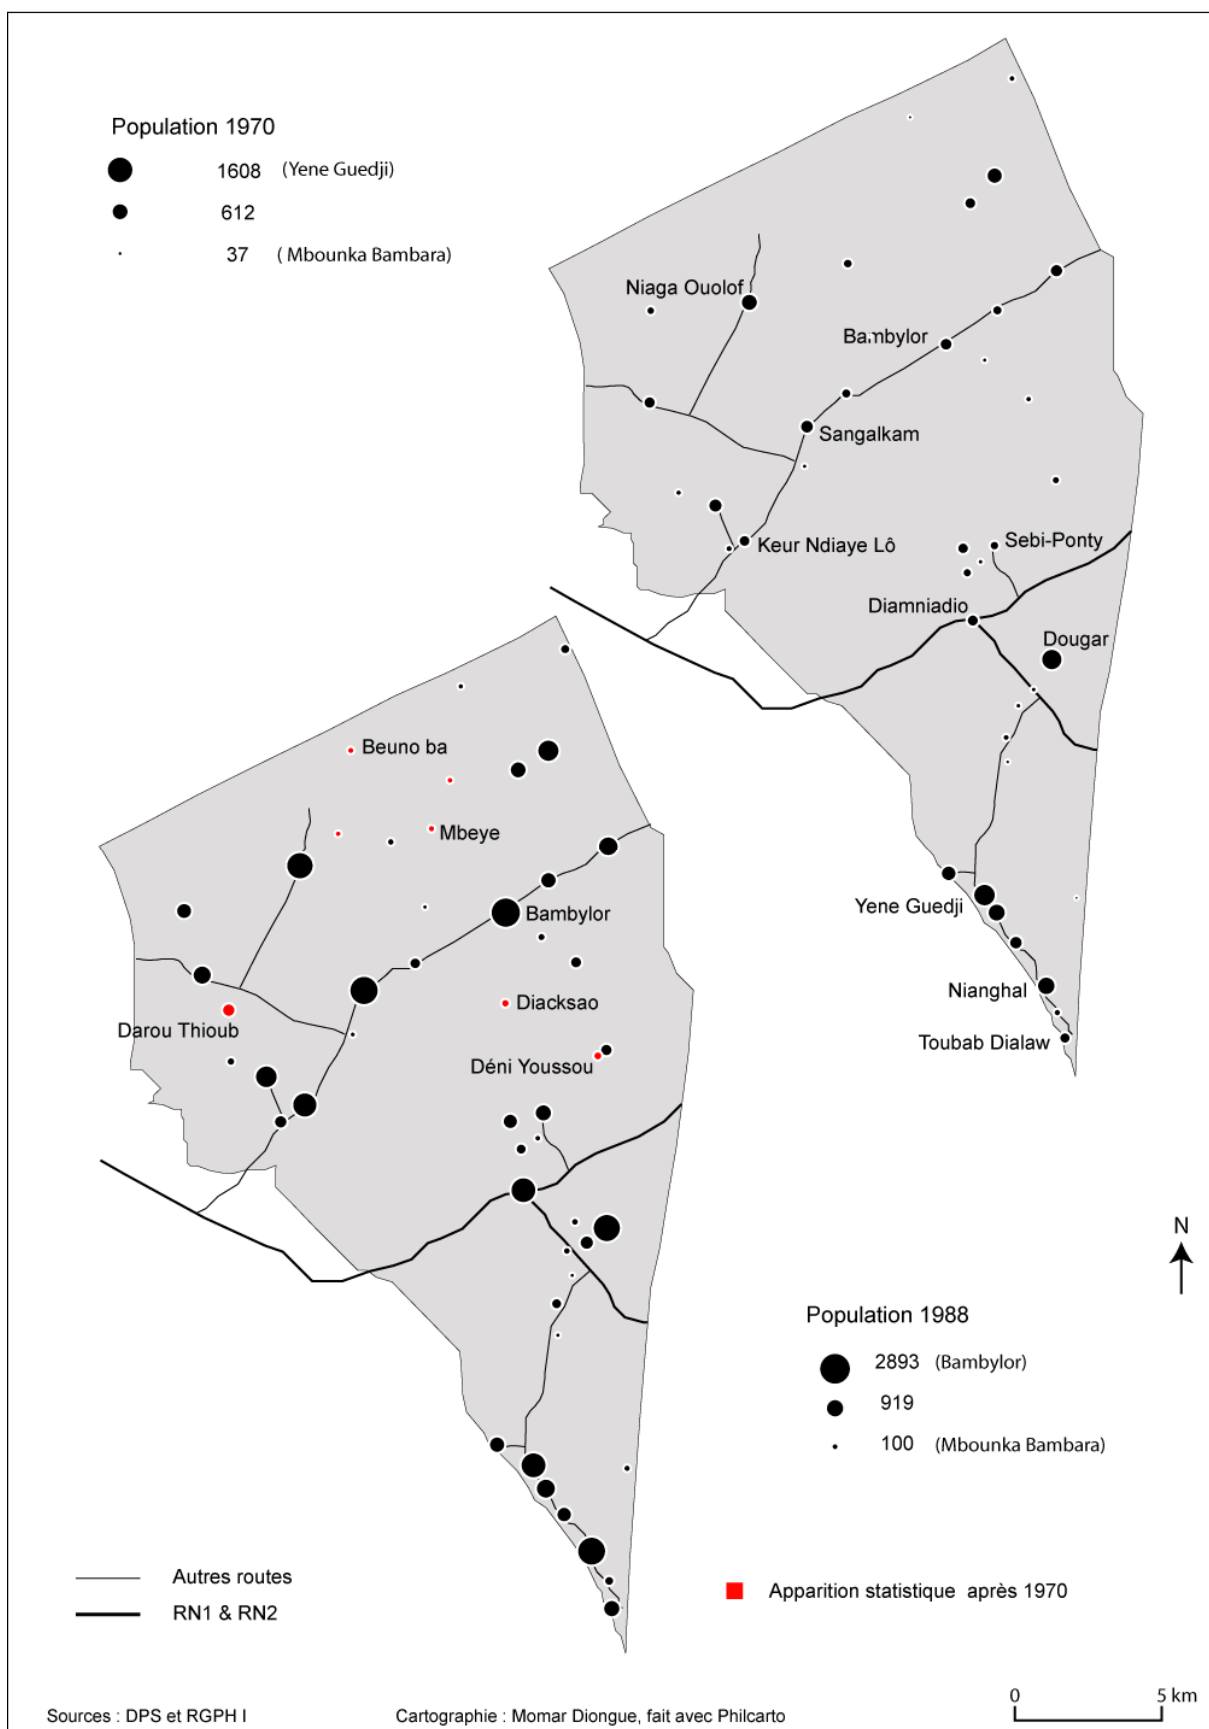 Population 1970
1608 (Yene Guedji)
612
37 ( Mbounka Bambara)
Niaga Ouolof
Bambylor
Sangalkam
Keur Ndiaye Lô
Sebi-Ponty
Diamniadio
Dougar
Yene Guedji
Nianghal
Toubab Dialaw
Beuno ba
Mbeye
Bambylor
Diacksao
Darou Thioub
Déni Youssou
N
Population 1988
2893 (Bambylor)
919
100 (Mbounka Bambara)
Autres routes
RN1 & RN2
Apparition statistique après 1970
0 5 km
Sources : DPS et RGPH I
Cartographie : Momar Diongue, fait avec Philcarto